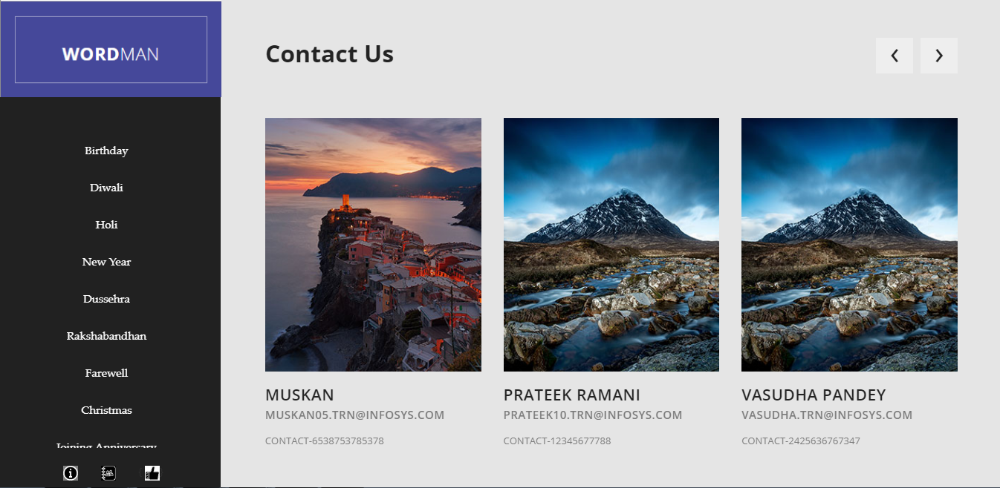 WORDMAN
Birthday
Diwali
Holi
New Year
Dussehra
Rakshabandhan
Farewell
Christmas
Joining Anniversary
Contact Us
MUSKAN
MUSKAN05.TRN@INFOSYS.COM
CONTACT-6538753785378
PRATEEK RAMANI
PRATEEK10.TRN@INFOSYS.COM
CONTACT-12345677788
VASUDHA PANDEY
VASUDHA.TRN@INFOSYS.COM
CONTACT-2425636767347